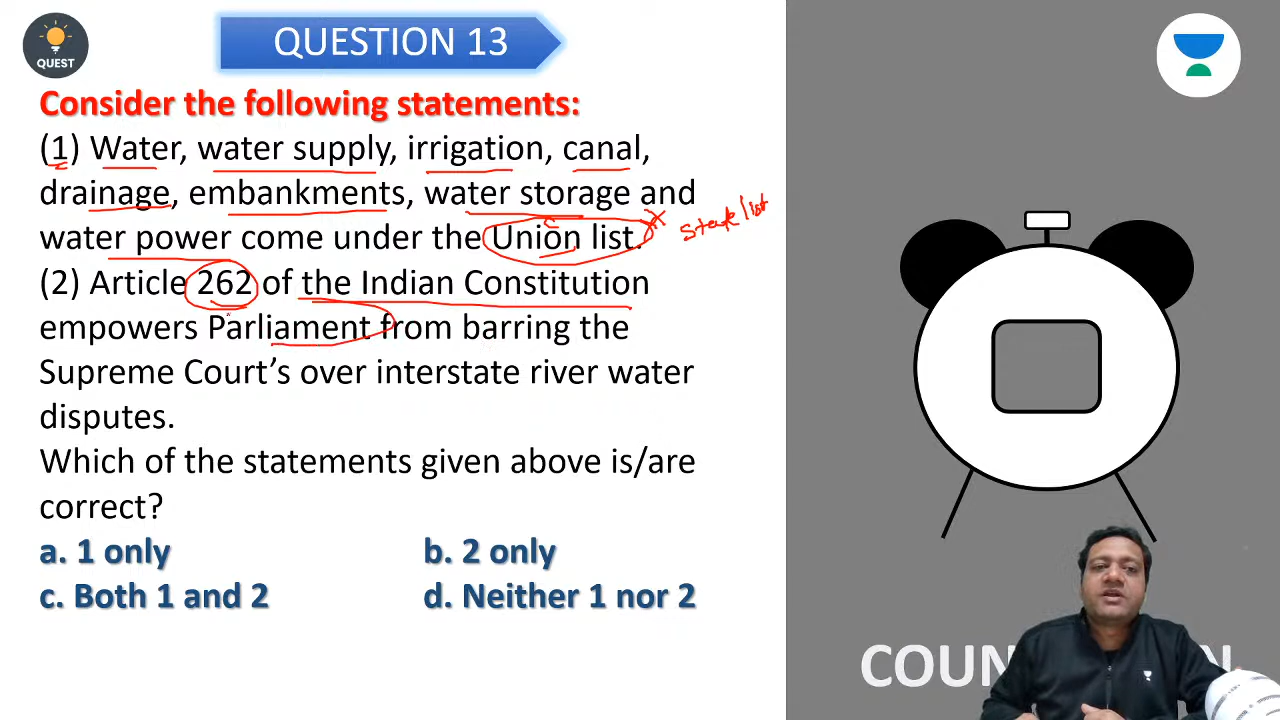 QUEST
QUESTION 13
Consider the following statements:
(1) Water, water supply, irrigation, canal,
drainage, embankments, water storage and
water power come under the Union list.
State list
(2) Article 262 of the Indian Constitution
empowers Parliament from barring the
Supreme Court’s over interstate river water
disputes.
Which of the statements given above is/are
correct?
a. 1 only
b. 2 only
c. Both 1 and 2
d. Neither 1 nor 2
COUN
N